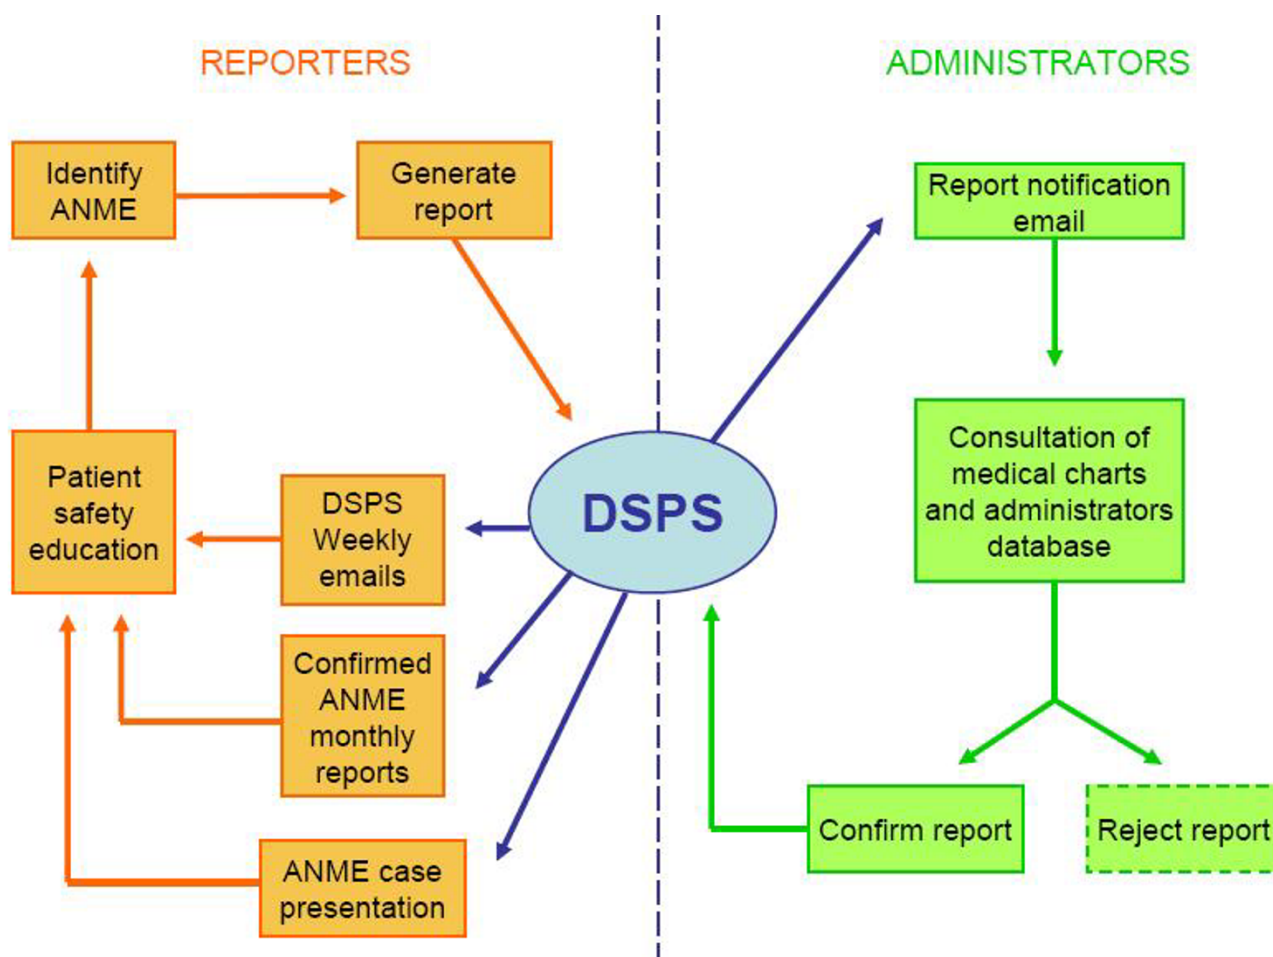 REPORTERS
ADMINISTRATORS
Identify
ANME
Generate
report
Report notification
email
Patient
safety
education
DSPS
Weekly
emails
DSPS
Consultation of
medical charts
and administrators
database
Confirmed
ANME
monthly
reports
Confirm report
Reject report
ANME case
presentation